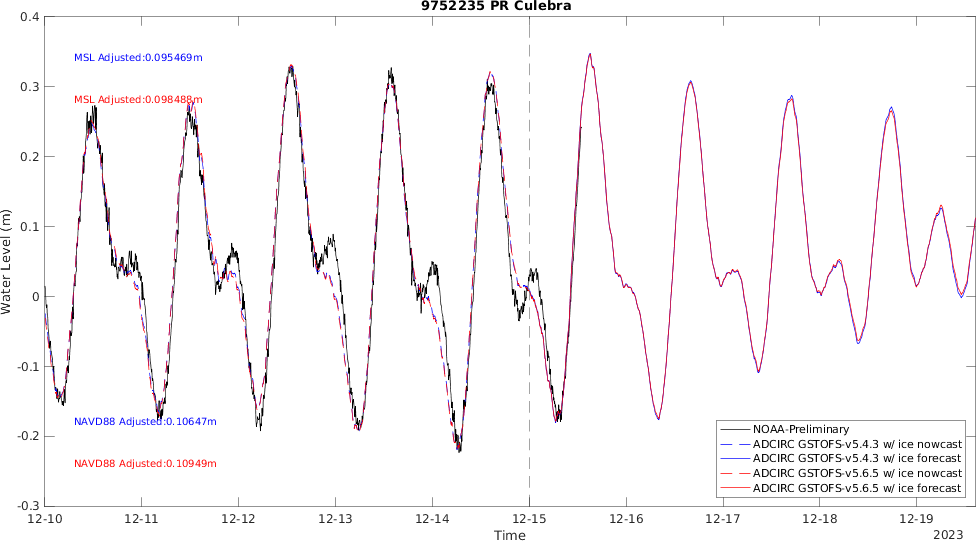 9752235 PR Culebra
0.4
0.3
0.2
0.1
0
-0.1
-0.2
-0.3
Water Level (m)
MSL Adjusted:0.095469m
MSL Adjusted:0.098488m
NAVD88 Adjusted:0.10647m
NAVD88 Adjusted:0.10949m
NOAA-Preliminary
ADCIRC GSTOFS-v5.4.3 w/ ice nowcast
ADCIRC GSTOFS-v5.4.3 w/ ice forecast
ADCIRC GSTOFS-v5.6.5 w/ ice nowcast
ADCIRC GSTOFS-v5.6.5 w/ ice forecast
12-10 12-11 12-12 12-13 12-14 12-15 12-16 12-17 12-18 12-19
Time
2023